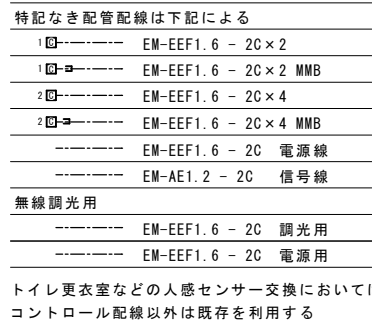 特記なき配管配線は下記による
1 C EM-EEF1.6 - 2C×2
1 C EM-EEF1.6 - 2C×2 MMB
2 C EM-EEF1.6 - 2C×4
2 C EM-EEF1.6 - 2C×4 MMB
EM-EEF1.6 - 2C 電源線
EM-AE1.2 - 2C 信号線
無線調光用
EM-EEF1.6 - 2C 調光用
EM-EEF1.6 - 2C 電源用
トイレ更衣室などの人感センサー交換において
コントロール配線以外は既存を利用する